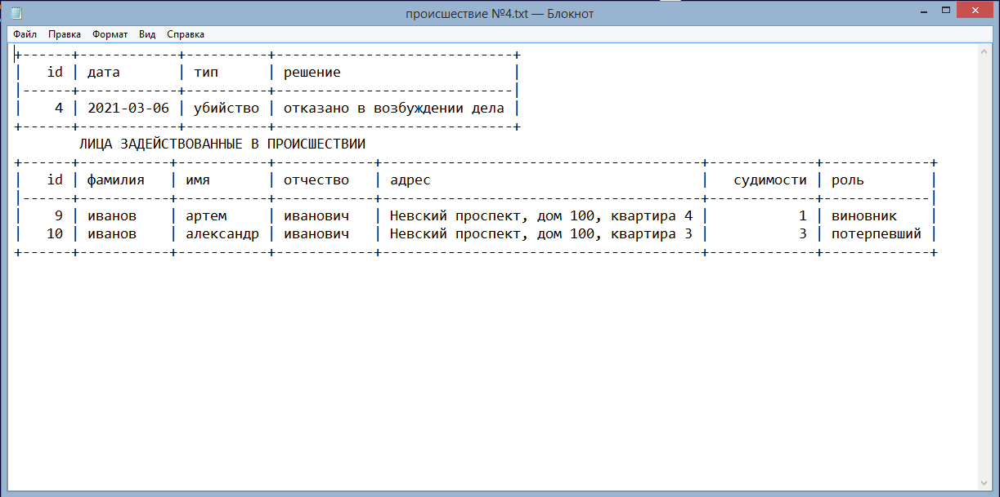 происшествие №4.txt — Блокнот
Файл Правка Формат Вид Справка
+------+-----------+----------+----------------------------+
|   id | дата      | тип      | решение                    |
|------+-----------+----------+----------------------------|
|    4 | 2021-03-06 | убийство | отказано в возбуждении дела |
+------+-----------+----------+----------------------------+
ЛИЦА ЗАДЕЙСТВОВАННЫЕ В ПРОИСШЕСТВИИ
+------+-----------+-----------+------------+---------------------------------------+-------------+-------------+
|   id | фамилия   | имя       | отчество   | адрес                                 |   судимости | роль        |
|------+-----------+-----------+------------+---------------------------------------+-------------+-------------|
|    9 | иванов    | артем     | иванович   | Невский проспект, дом 100, квартира 4 |           1 | виновник    |
|   10 | иванов    | александр | иванович   | Невский проспект, дом 100, квартира 3 |           3 | потерпевший |
+------+-----------+-----------+------------+---------------------------------------+-------------+-------------+